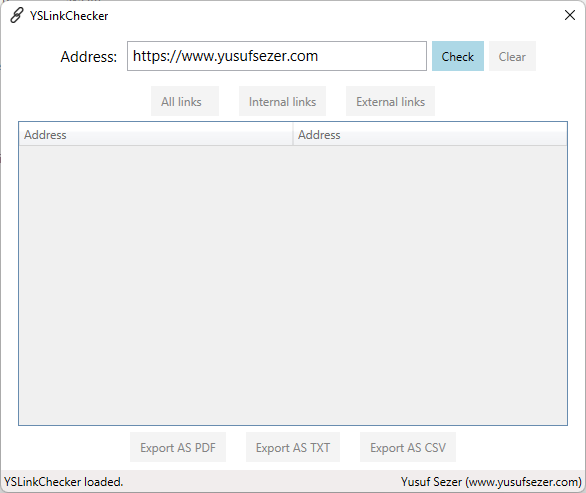 YSLinkChecker
Address: https://www.yusufsezer.com Check Clear
All links Internal links External links
Address Address
Export AS PDF Export AS TXT Export AS CSV
YSLinkChecker loaded. Yusuf Sezer (www.yusufsezer.com)